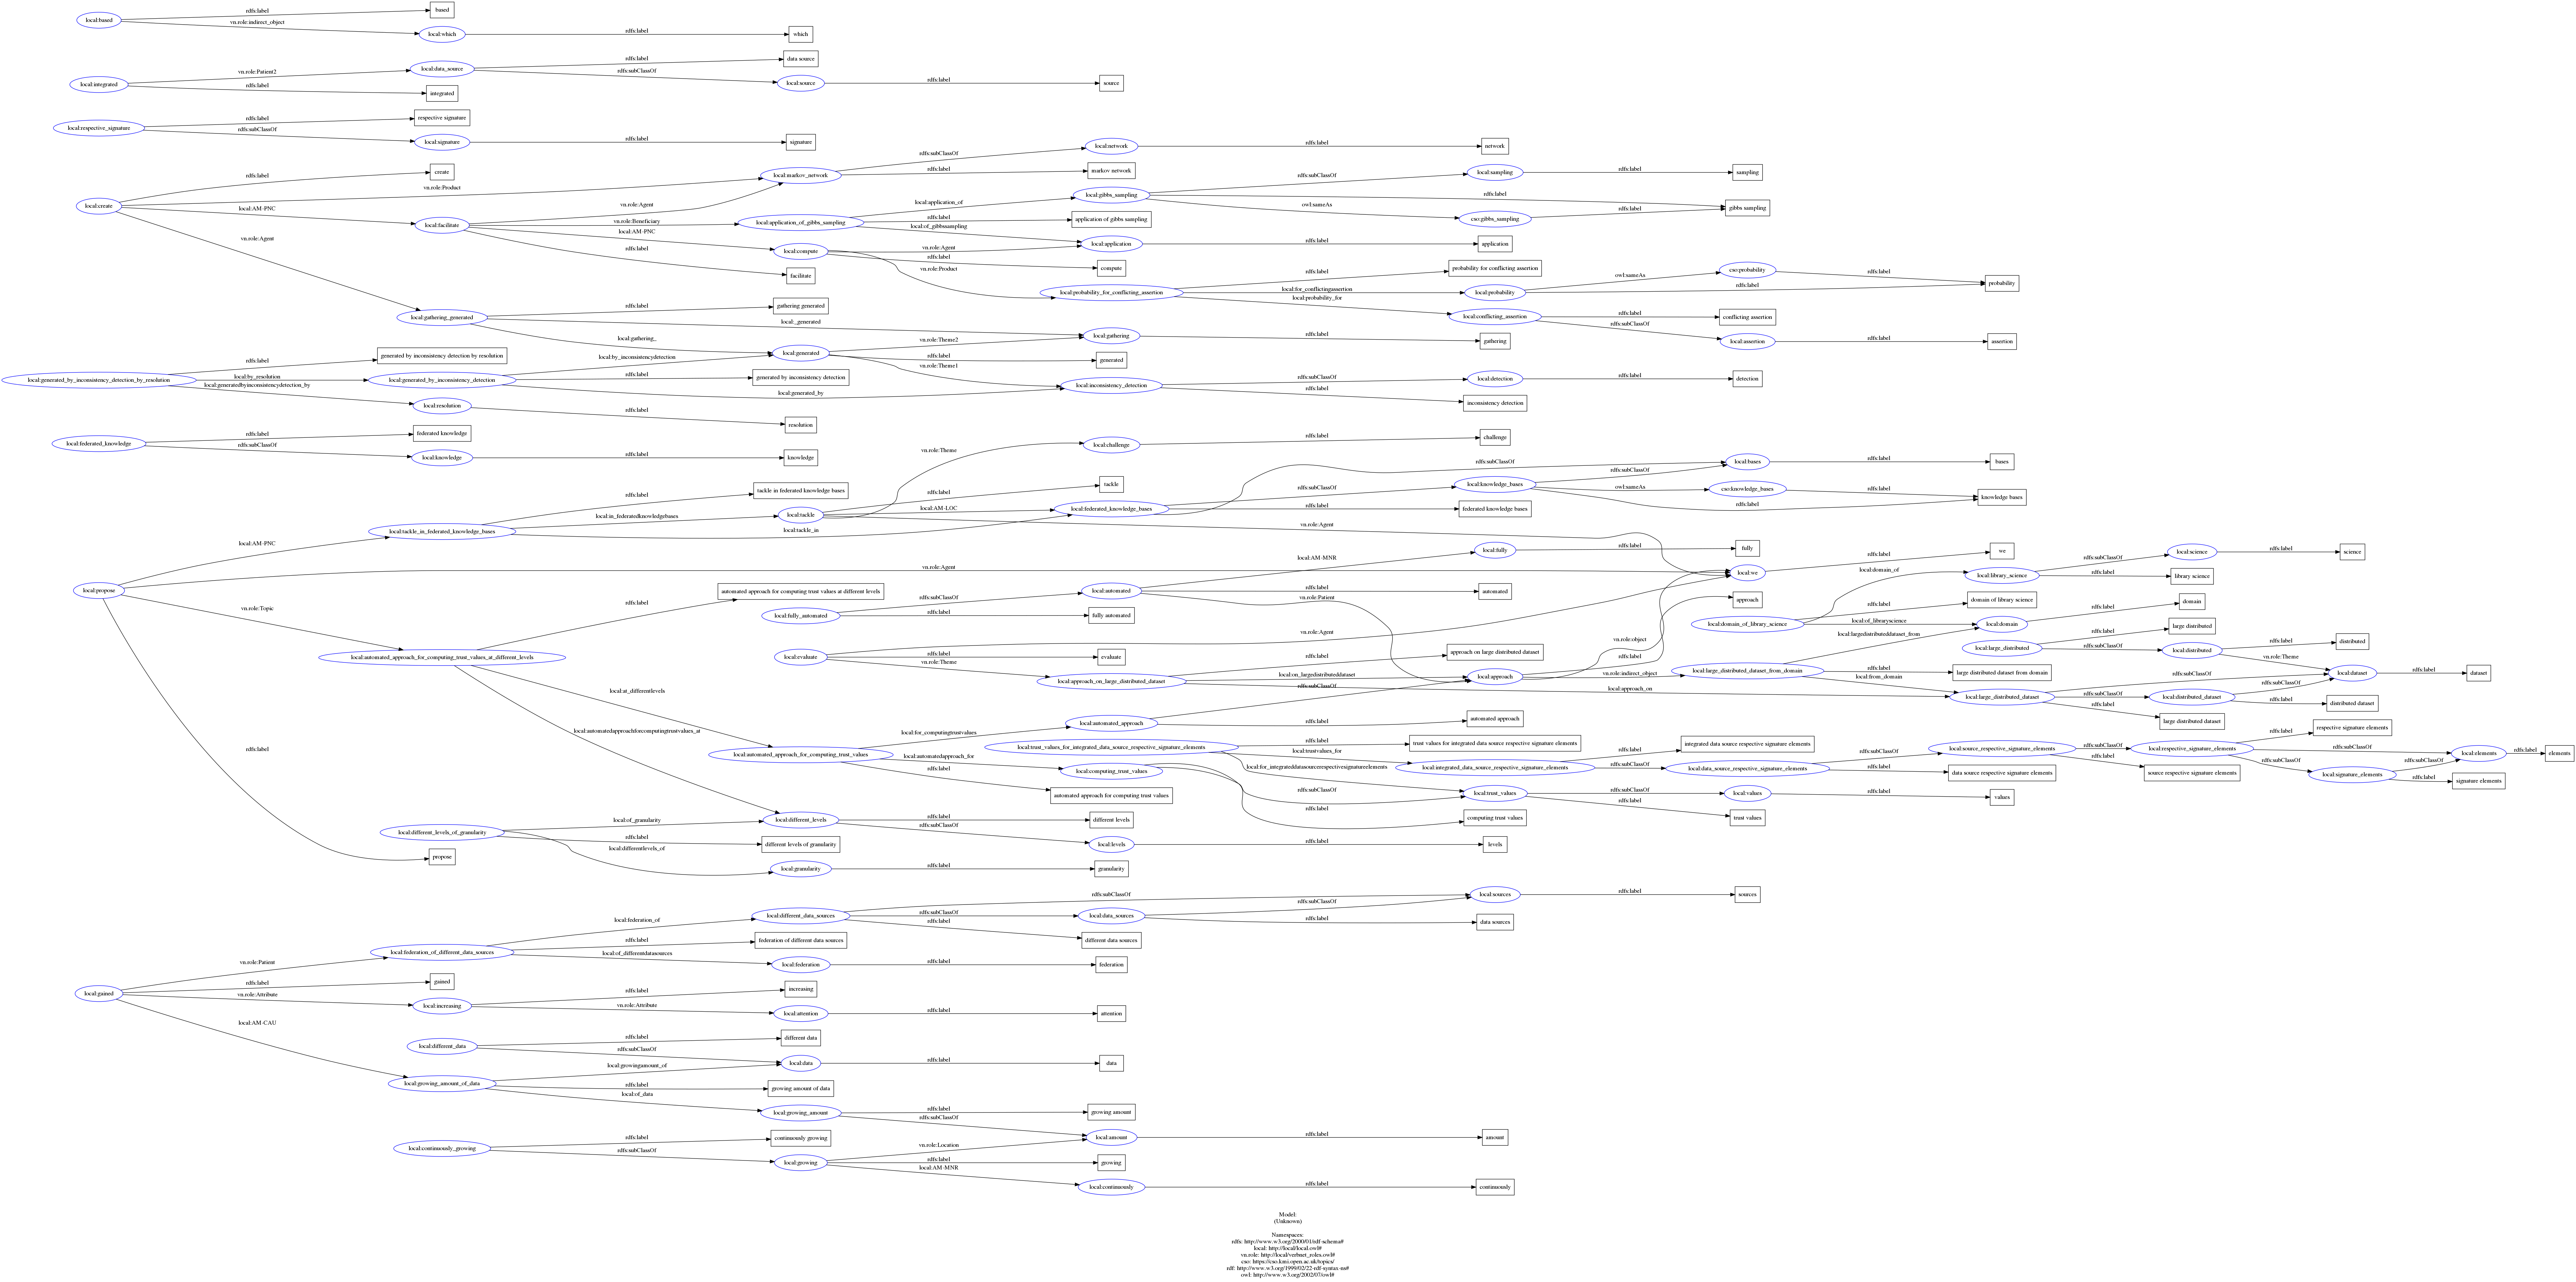 local:based
rdfs:label
based
vn.role:indirect_object
local:which
rdfs:label
which
local:integrated
vn.role:Patient2
local:data_source
rdfs:label
data source
rdfs:subClassOf
local:source
rdfs:label
source
rdfs:label
integrated
local:respective_signature
rdfs:label
respective signature
rdfs:subClassOf
local:signature
rdfs:label
signature
local:create
rdfs:label
create
vn.role:Product
local:markov_network
rdfs:subClassOf
local:network
rdfs:label
network
rdfs:label
markov network
local:AM-PNC
local:facilitate
vn.role:Agent
vn.role:Beneficiary
local:application_of_gibbs_sampling
local:application_of
local:gibbs_sampling
rdfs:subClassOf
local:sampling
rdfs:label
sampling
rdfs:label
gibbs sampling
owl:sameAs
cso:gibbs_sampling
rdfs:label
rdfs:label
application of gibbs sampling
local:of_gibbssampling
local:application
rdfs:label
application
local:AM-PNC
local:compute
vn.role:Agent
rdfs:label
compute
vn.role:Product
rdfs:label
facilitate
local:probability_for_conflicting_assertion
rdfs:label
probability for conflicting assertion
local:for_conflictingassertion
local:probability
owl:sameAs
cso:probability
rdfs:label
probability
rdfs:label
local:probability_for
local:conflicting_assertion
rdfs:label
conflicting assertion
rdfs:subClassOf
local:assertion
rdfs:label
assertion
vn.role:Agent
local:gathering_generated
rdfs:label
gathering generated
local:_generated
local:gathering
rdfs:label
gathering
local:gathering_
local:generated
vn.role:Theme2
rdfs:label
generated
vn.role:Theme1
local:generated_by_inconsistency_detection_by_resolution
rdfs:label
generated by inconsistency detection by resolution
local:by_resolution
local:generated_by_inconsistency_detection
local:by_inconsistencydetection
rdfs:label
generated by inconsistency detection
local:generated_by
local:inconsistency_detection
rdfs:subClassOf
local:detection
rdfs:label
detection
rdfs:label
inconsistency detection
local:generatedbyinconsistencydetection_by
local:resolution
rdfs:label
resolution
local:federated_knowledge
rdfs:label
federated knowledge
rdfs:subClassOf
local:knowledge
rdfs:label
knowledge
vn.role:Theme
local:challenge
rdfs:label
challenge
rdfs:subClassOf
local:bases
rdfs:label
bases
local:tackle_in_federated_knowledge_bases
rdfs:label
tackle in federated knowledge bases
local:in_federatedknowledgebases
local:tackle
rdfs:label
tackle
local:AM-LOC
local:tackle_in
local:federated_knowledge_bases
rdfs:subClassOf
local:knowledge_bases
rdfs:subClassOf
owl:sameAs
cso:knowledge_bases
rdfs:label
knowledge bases
rdfs:label
rdfs:label
federated knowledge bases
vn.role:Agent
local:propose
local:AM-PNC
vn.role:Agent
local:we
rdfs:label
we
vn.role:Topic
local:automated_approach_for_computing_trust_values_at_different_levels
rdfs:label
automated approach for computing trust values at different levels
local:fully_automated
rdfs:subClassOf
local:automated
local:AM-MNR
local:fully
rdfs:label
fully
rdfs:label
automated
vn.role:Patient
rdfs:label
fully automated
local:evaluate
vn.role:Agent
rdfs:label
evaluate
vn.role:Theme
local:approach_on_large_distributed_dataset
rdfs:label
approach on large distributed dataset
local:on_largedistributeddataset
local:approach
vn.role:object
rdfs:label
approach
vn.role:indirect_object
local:large_distributed_dataset_from_domain
local:largedistributeddataset_from
rdfs:label
large distributed dataset from domain
local:from_domain
local:approach_on
local:large_distributed_dataset
rdfs:subClassOf
rdfs:subClassOf
local:distributed_dataset
rdfs:subClassOf
rdfs:label
distributed dataset
rdfs:label
large distributed dataset
local:domain_of_library_science
local:domain_of
local:library_science
rdfs:subClassOf
local:science
rdfs:label
science
rdfs:label
library science
rdfs:label
domain of library science
local:of_libraryscience
local:domain
rdfs:label
domain
local:large_distributed
rdfs:label
large distributed
rdfs:subClassOf
local:distributed
rdfs:label
distributed
vn.role:Theme
local:dataset
rdfs:label
dataset
local:at_differentlevels
local:automatedapproachforcomputingtrustvalues_at
local:automated_approach_for_computing_trust_values
local:for_computingtrustvalues
local:automated_approach
rdfs:subClassOf
rdfs:label
automated approach
local:automatedapproach_for
local:computing_trust_values
rdfs:subClassOf
rdfs:label
computing trust values
rdfs:label
automated approach for computing trust values
local:trust_values_for_integrated_data_source_respective_signature_elements
rdfs:label
trust values for integrated data source respective signature elements
local:trustvalues_for
local:integrated_data_source_respective_signature_elements
rdfs:label
integrated data source respective signature elements
rdfs:subClassOf
local:data_source_respective_signature_elements
rdfs:subClassOf
local:source_respective_signature_elements
rdfs:subClassOf
local:respective_signature_elements
rdfs:label
respective signature elements
rdfs:subClassOf
local:elements
rdfs:label
elements
rdfs:subClassOf
local:signature_elements
rdfs:subClassOf
rdfs:label
signature elements
rdfs:label
source respective signature elements
rdfs:label
data source respective signature elements
local:for_integrateddatasourcerespectivesignatureelements
local:trust_values
rdfs:subClassOf
local:values
rdfs:label
values
rdfs:label
trust values
local:different_levels_of_granularity
local:of_granularity
local:different_levels
rdfs:label
different levels
rdfs:subClassOf
local:levels
rdfs:label
levels
rdfs:label
different levels of granularity
local:differentlevels_of
local:granularity
rdfs:label
granularity
rdfs:label
propose
local:gained
vn.role:Patient
local:federation_of_different_data_sources
local:federation_of
local:different_data_sources
rdfs:subClassOf
local:sources
rdfs:label
sources
rdfs:subClassOf
local:data_sources
rdfs:subClassOf
rdfs:label
data sources
rdfs:label
different data sources
rdfs:label
federation of different data sources
local:of_differentdatasources
local:federation
rdfs:label
federation
rdfs:label
gained
vn.role:Attribute
local:increasing
rdfs:label
increasing
vn.role:Attribute
local:attention
rdfs:label
attention
local:AM-CAU
local:different_data
rdfs:label
different data
rdfs:subClassOf
local:data
rdfs:label
data
local:growing_amount_of_data
local:growingamount_of
rdfs:label
growing amount of data
local:of_data
local:growing_amount
rdfs:label
growing amount
rdfs:subClassOf
local:amount
rdfs:label
amount
local:continuously_growing
rdfs:label
continuously growing
rdfs:subClassOf
local:growing
vn.role:Location
rdfs:label
growing
local:AM-MNR
local:continuously
rdfs:label
continuously
Model:
(Unknown)
Namespaces:
rdfs: http://www.w3.org/2000/01/rdf-schema#
local: http://local/local.owl#
vn.role: http://local/verbnet_roles.owl#
cso: https://cso.kmi.open.ac.uk/topics/
rdf: http://www.w3.org/1999/02/22-rdf-syntax-ns#
owl: http://www.w3.org/2002/07/owl#